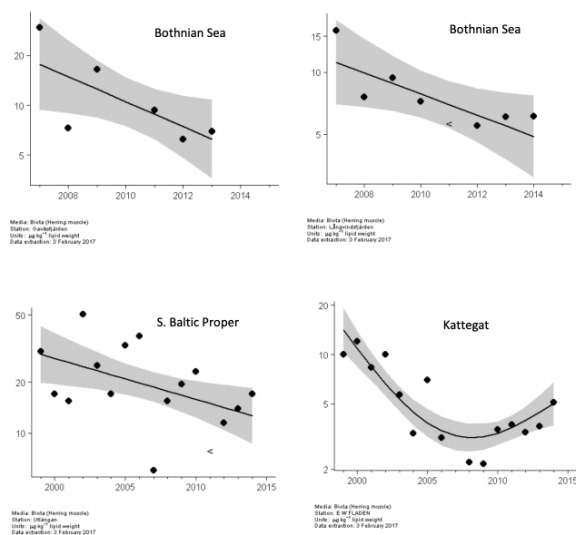 Bothnian Sea
20
10
5
2008
2010
2012
2014
Media: Biota (Herring muscle)
Station: Gaviksfjärden
Units: µg kg⁻¹ lipid weight
Data extraction: 3 February 2017
Bothnian Sea
15
10
5
<
2008
2010
2012
2014
Media: Biota (Herring muscle)
Station: Långvindsfjärden
Units: µg kg⁻¹ lipid weight
Data extraction: 3 February 2017
S. Baltic Proper
50
20
10
<
2000
2005
2010
2015
Media: Biota (Herring muscle)
Station: Utlängan
Units: µg kg⁻¹ lipid weight
Data extraction: 3 February 2017
Kattegat
20
10
5
2
2000
2005
2010
2015
Media: Biota (Herring muscle)
Station: E W FLADEN
Units: µg kg⁻¹ lipid weight
Data extraction: 3 February 2017